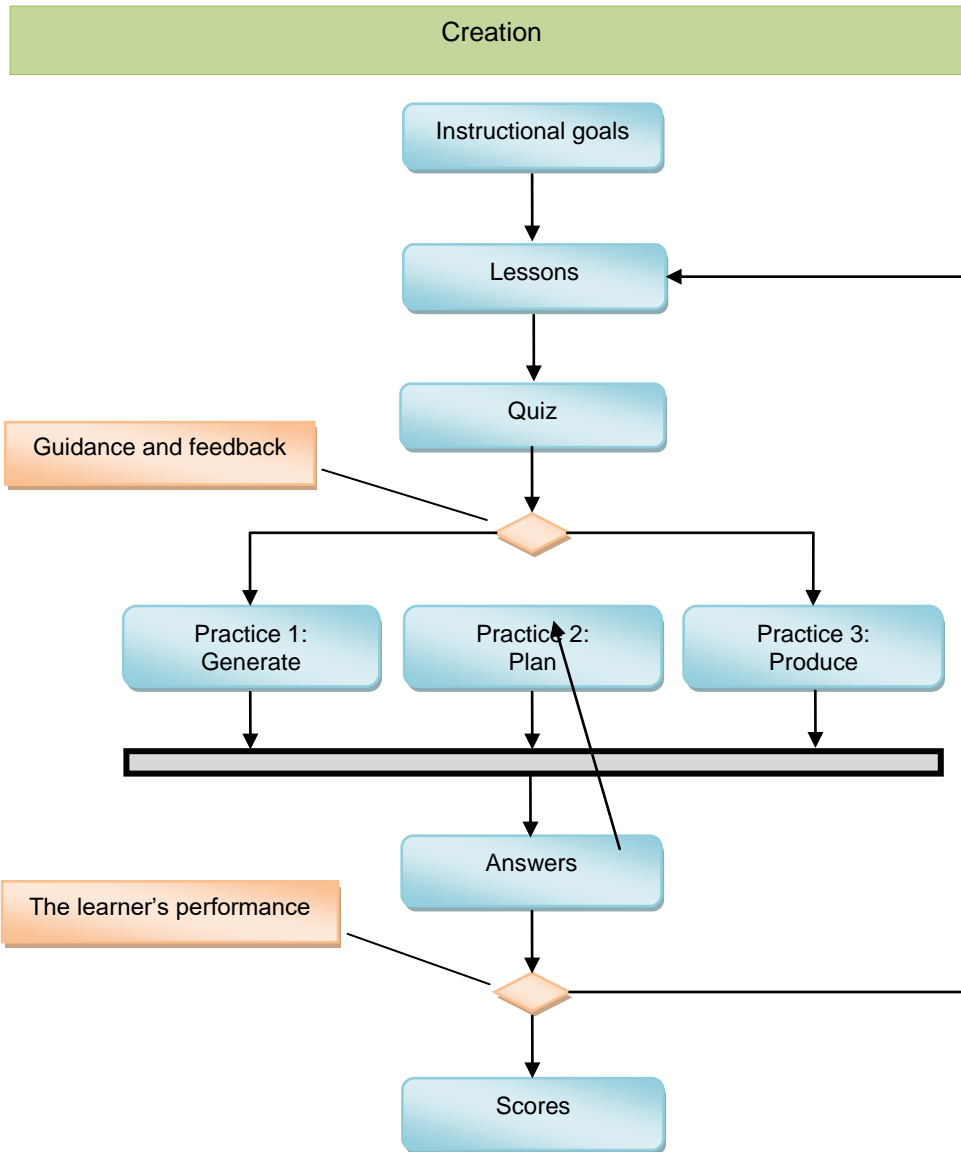 Creation
Instructional goals
Lessons
Quiz
Guidance and feedback
Practice 1:
Generate
Practice 2:
Plan
Practice 3:
Produce
Answers
The learner’s performance
Scores